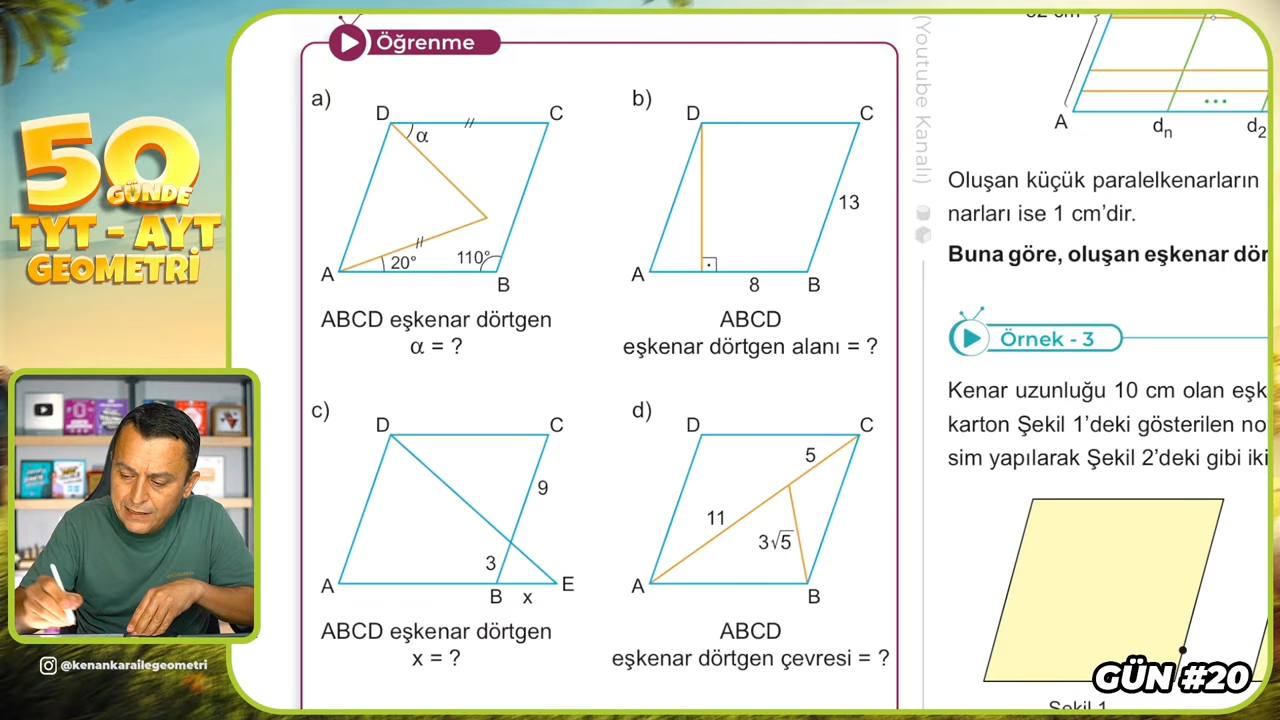 50
GÜNDE
TYT - AYT
GEOMETRİ
@kenankarailegeometri
Öğrenme
a)
D
C
α
A
20°
110°
B
ABCD eşkenar dörtgen
α = ?
b)
D
C
13
A
8
B
ABCD
eşkenar dörtgen alanı = ?
c)
D
C
9
3
A
B
x
E
ABCD eşkenar dörtgen
x = ?
d)
D
C
5
11
3√5
A
B
ABCD
eşkenar dörtgen çevresi = ?
(Youtube Kanalı)
A
dn
d2
Oluşan küçük paralelkenarların
narları ise 1 cm'dir.
Buna göre, oluşan eşkenar dör
Örnek - 3
Kenar uzunluğu 10 cm olan eşk
karton Şekil 1'deki gösterilen no
sim yapılarak Şekil 2'deki gibi iki
Şekil 1
GÜN #20